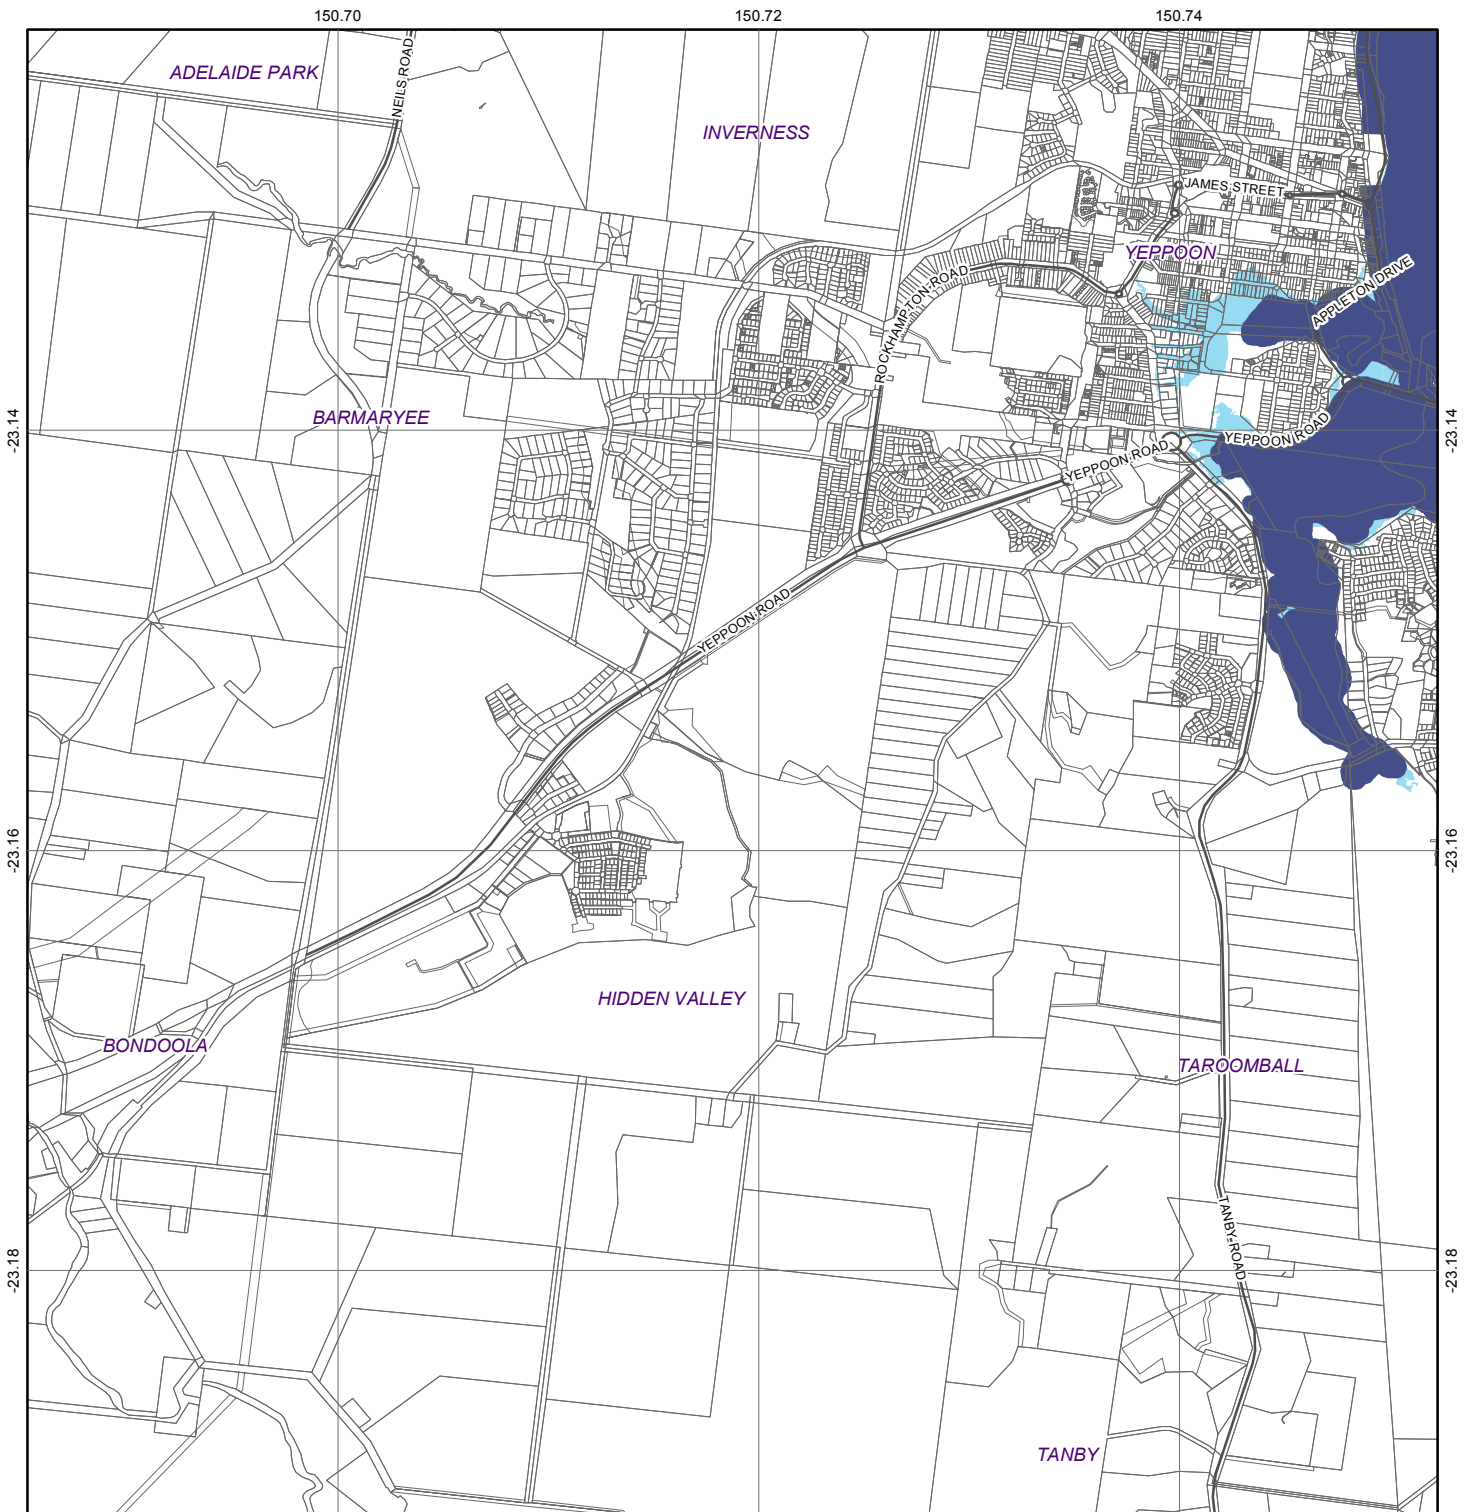 150.70
150.72
150.74
NEILS ROAD
ADELAIDE PARK
INVERNESS
JAMES STREET
YEPPOON
APPLETON DRIVE
ROCKHAMPTON ROAD
BARMARYEE
-23.14
-23.14
YEPPOON ROAD
YEPPOON ROAD
YEPPOON ROAD
-23.16
-23.16
HIDDEN VALLEY
BONDOOLA
TAROOMBALL
TANBY ROAD
-23.18
-23.18
TANBY